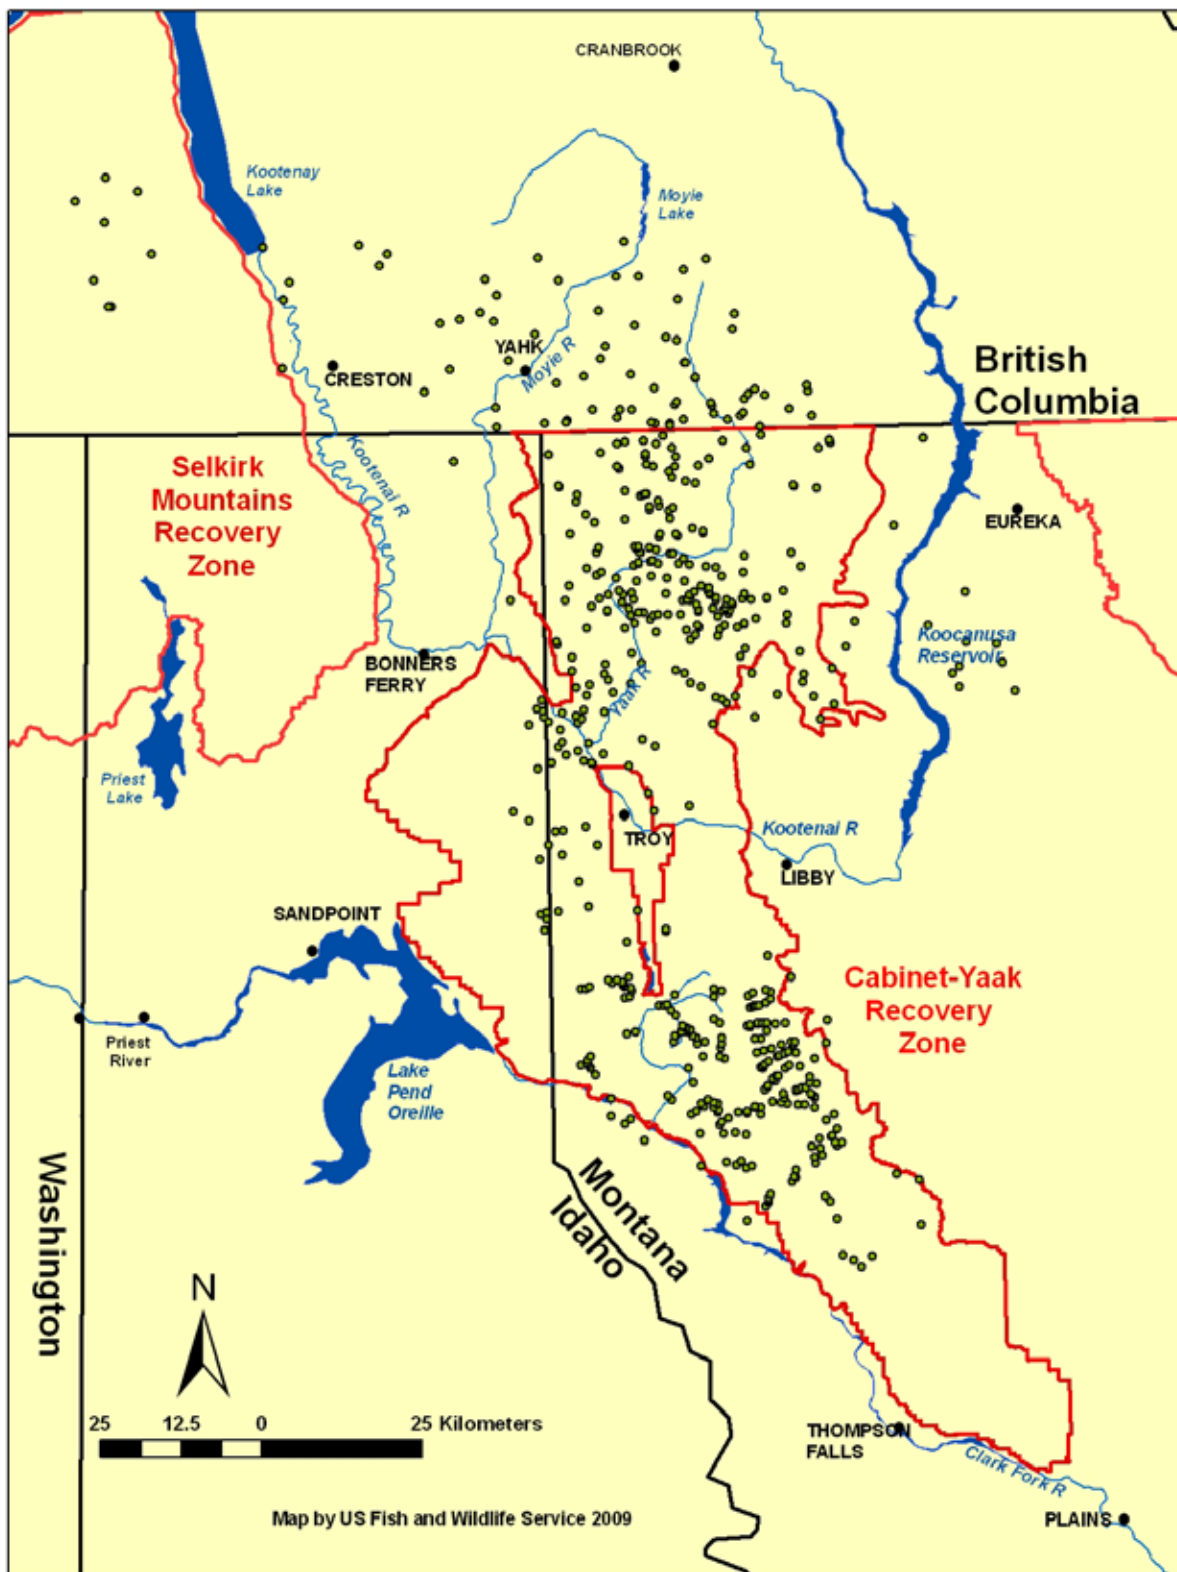 CRANBROOK
Kootenay
Lake
Moyie
Lake
YAHK
Moyie R
CRESTON
British
Columbia
Kootenai R
Selkirk
Mountains
Recovery
Zone
EUREKA
Koocanusa
Reservoir
BONNERS
FERRY
Yaak R
Priest
Lake
Kootenai R
TROY
LIBBY
SANDPOINT
Cabinet-Yaak
Recovery
Zone
Priest
River
Lake
Pend
Oreille
Washington
Montana
Idaho
N
25 12.5 0 25 Kilometers
THOMPSON
FALLS
Clark Fork R
Map by US Fish and Wildlife Service 2009
PLAINS